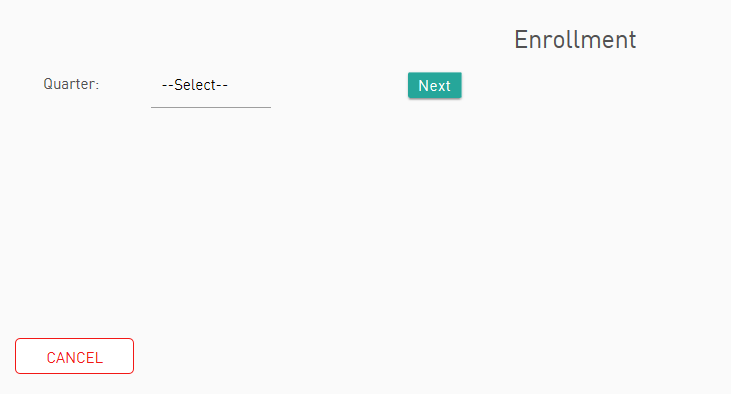 Enrollment
Quarter: --Select-- Next
CANCEL